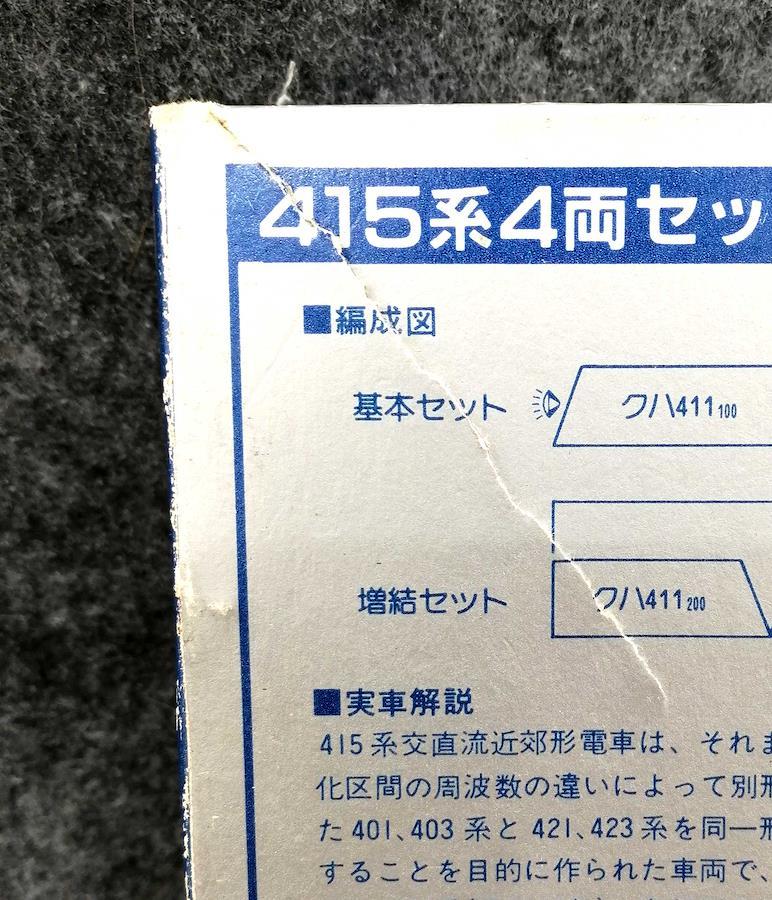 415系4両セッ
■編成図
基本セット
クハ411100
増結セット
クハ411200
■実車解説
415系交直流近郊形電車は、それま
化区間の周波数の違いによって別形
た401、403系と421、423系を同一形
することを目的に作られた車両で、